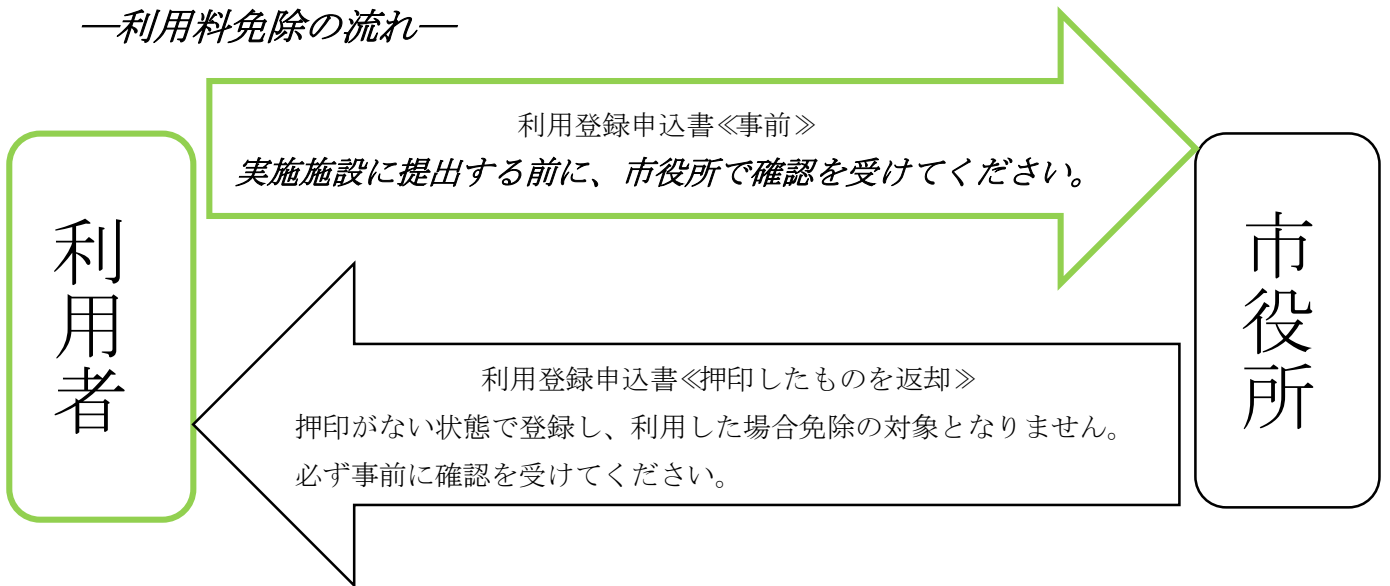 ―利用料免除の流れ―
利用登録申込書≪事前≫
実施施設に提出する前に、市役所で確認を受けてください。
利用者
市役所
利用登録申込書≪押印したものを返却≫
押印がない状態で登録し、利用した場合免除の対象となりません。
必ず事前に確認を受けてください。